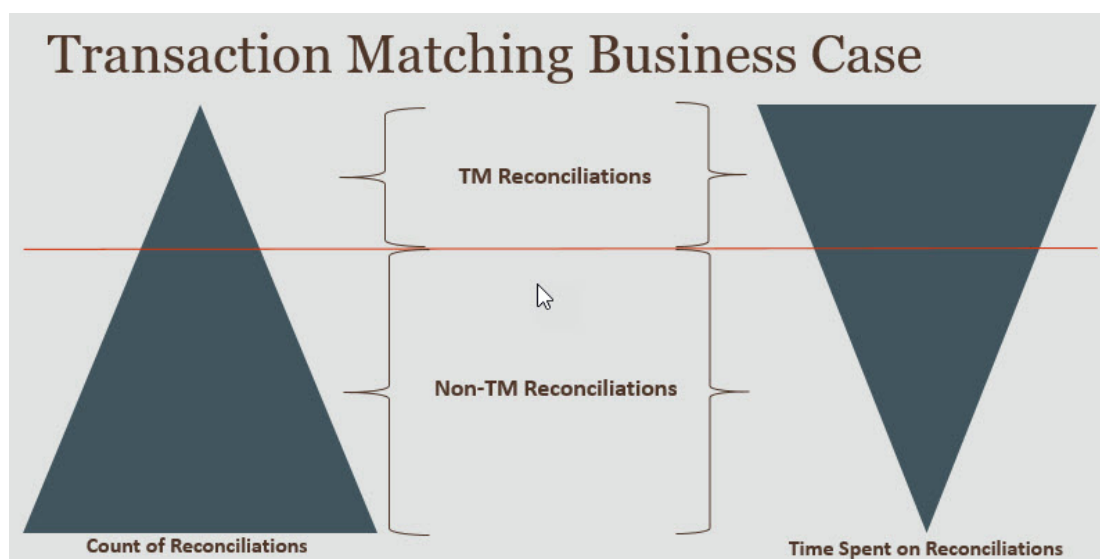 Transaction Matching Business Case
TM Reconciliations
Non-TM Reconciliations
Count of Reconciliations
Time Spent on Reconciliations